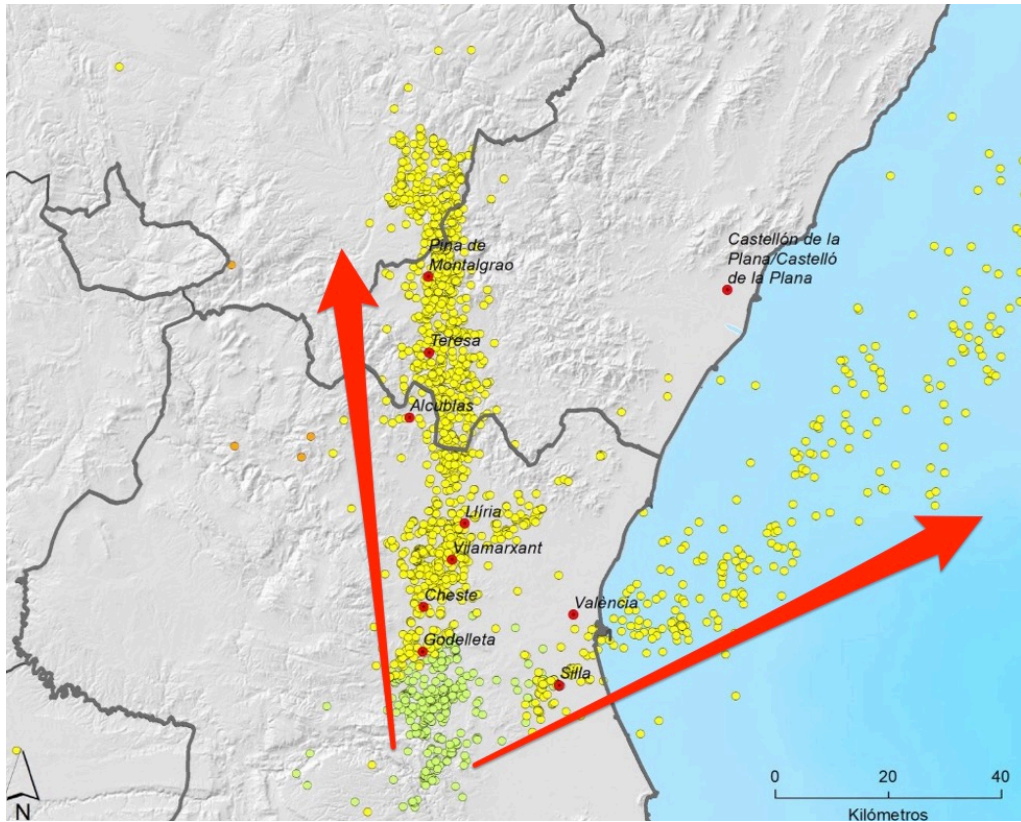 Castellón de la
Plana/Castelló
de la Plana
Pina de
Montalgrao
Teresa
Alcublas
Llíria
Vilamarxant
Cheste
València
Godelleta
Silla
N
0 20 40
Kilómetros